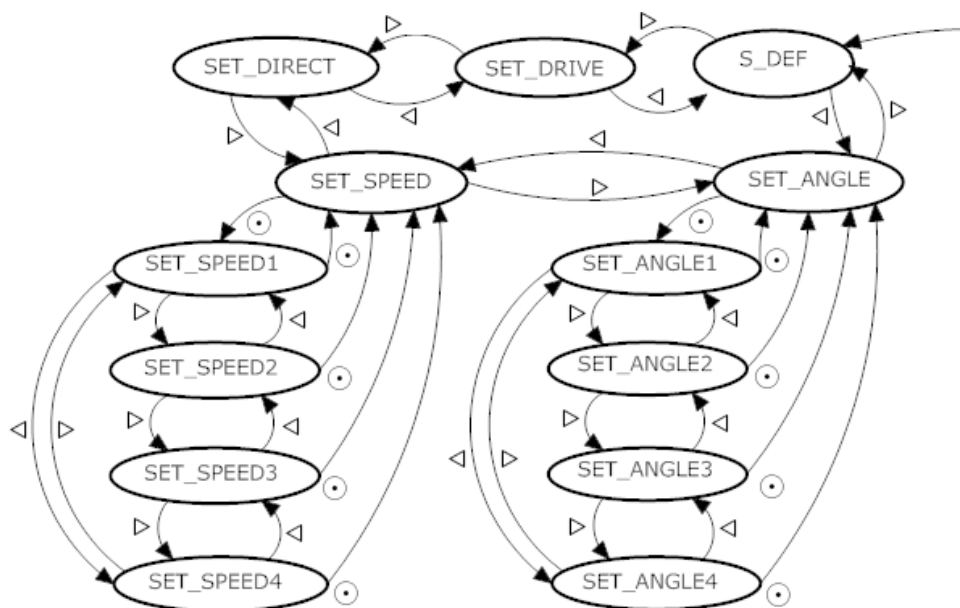 SET_DIRECT
SET_DRIVE
S_DEF
SET_SPEED
SET_ANGLE
SET_SPEED1
SET_ANGLE1
SET_SPEED2
SET_ANGLE2
SET_SPEED3
SET_ANGLE3
SET_SPEED4
SET_ANGLE4